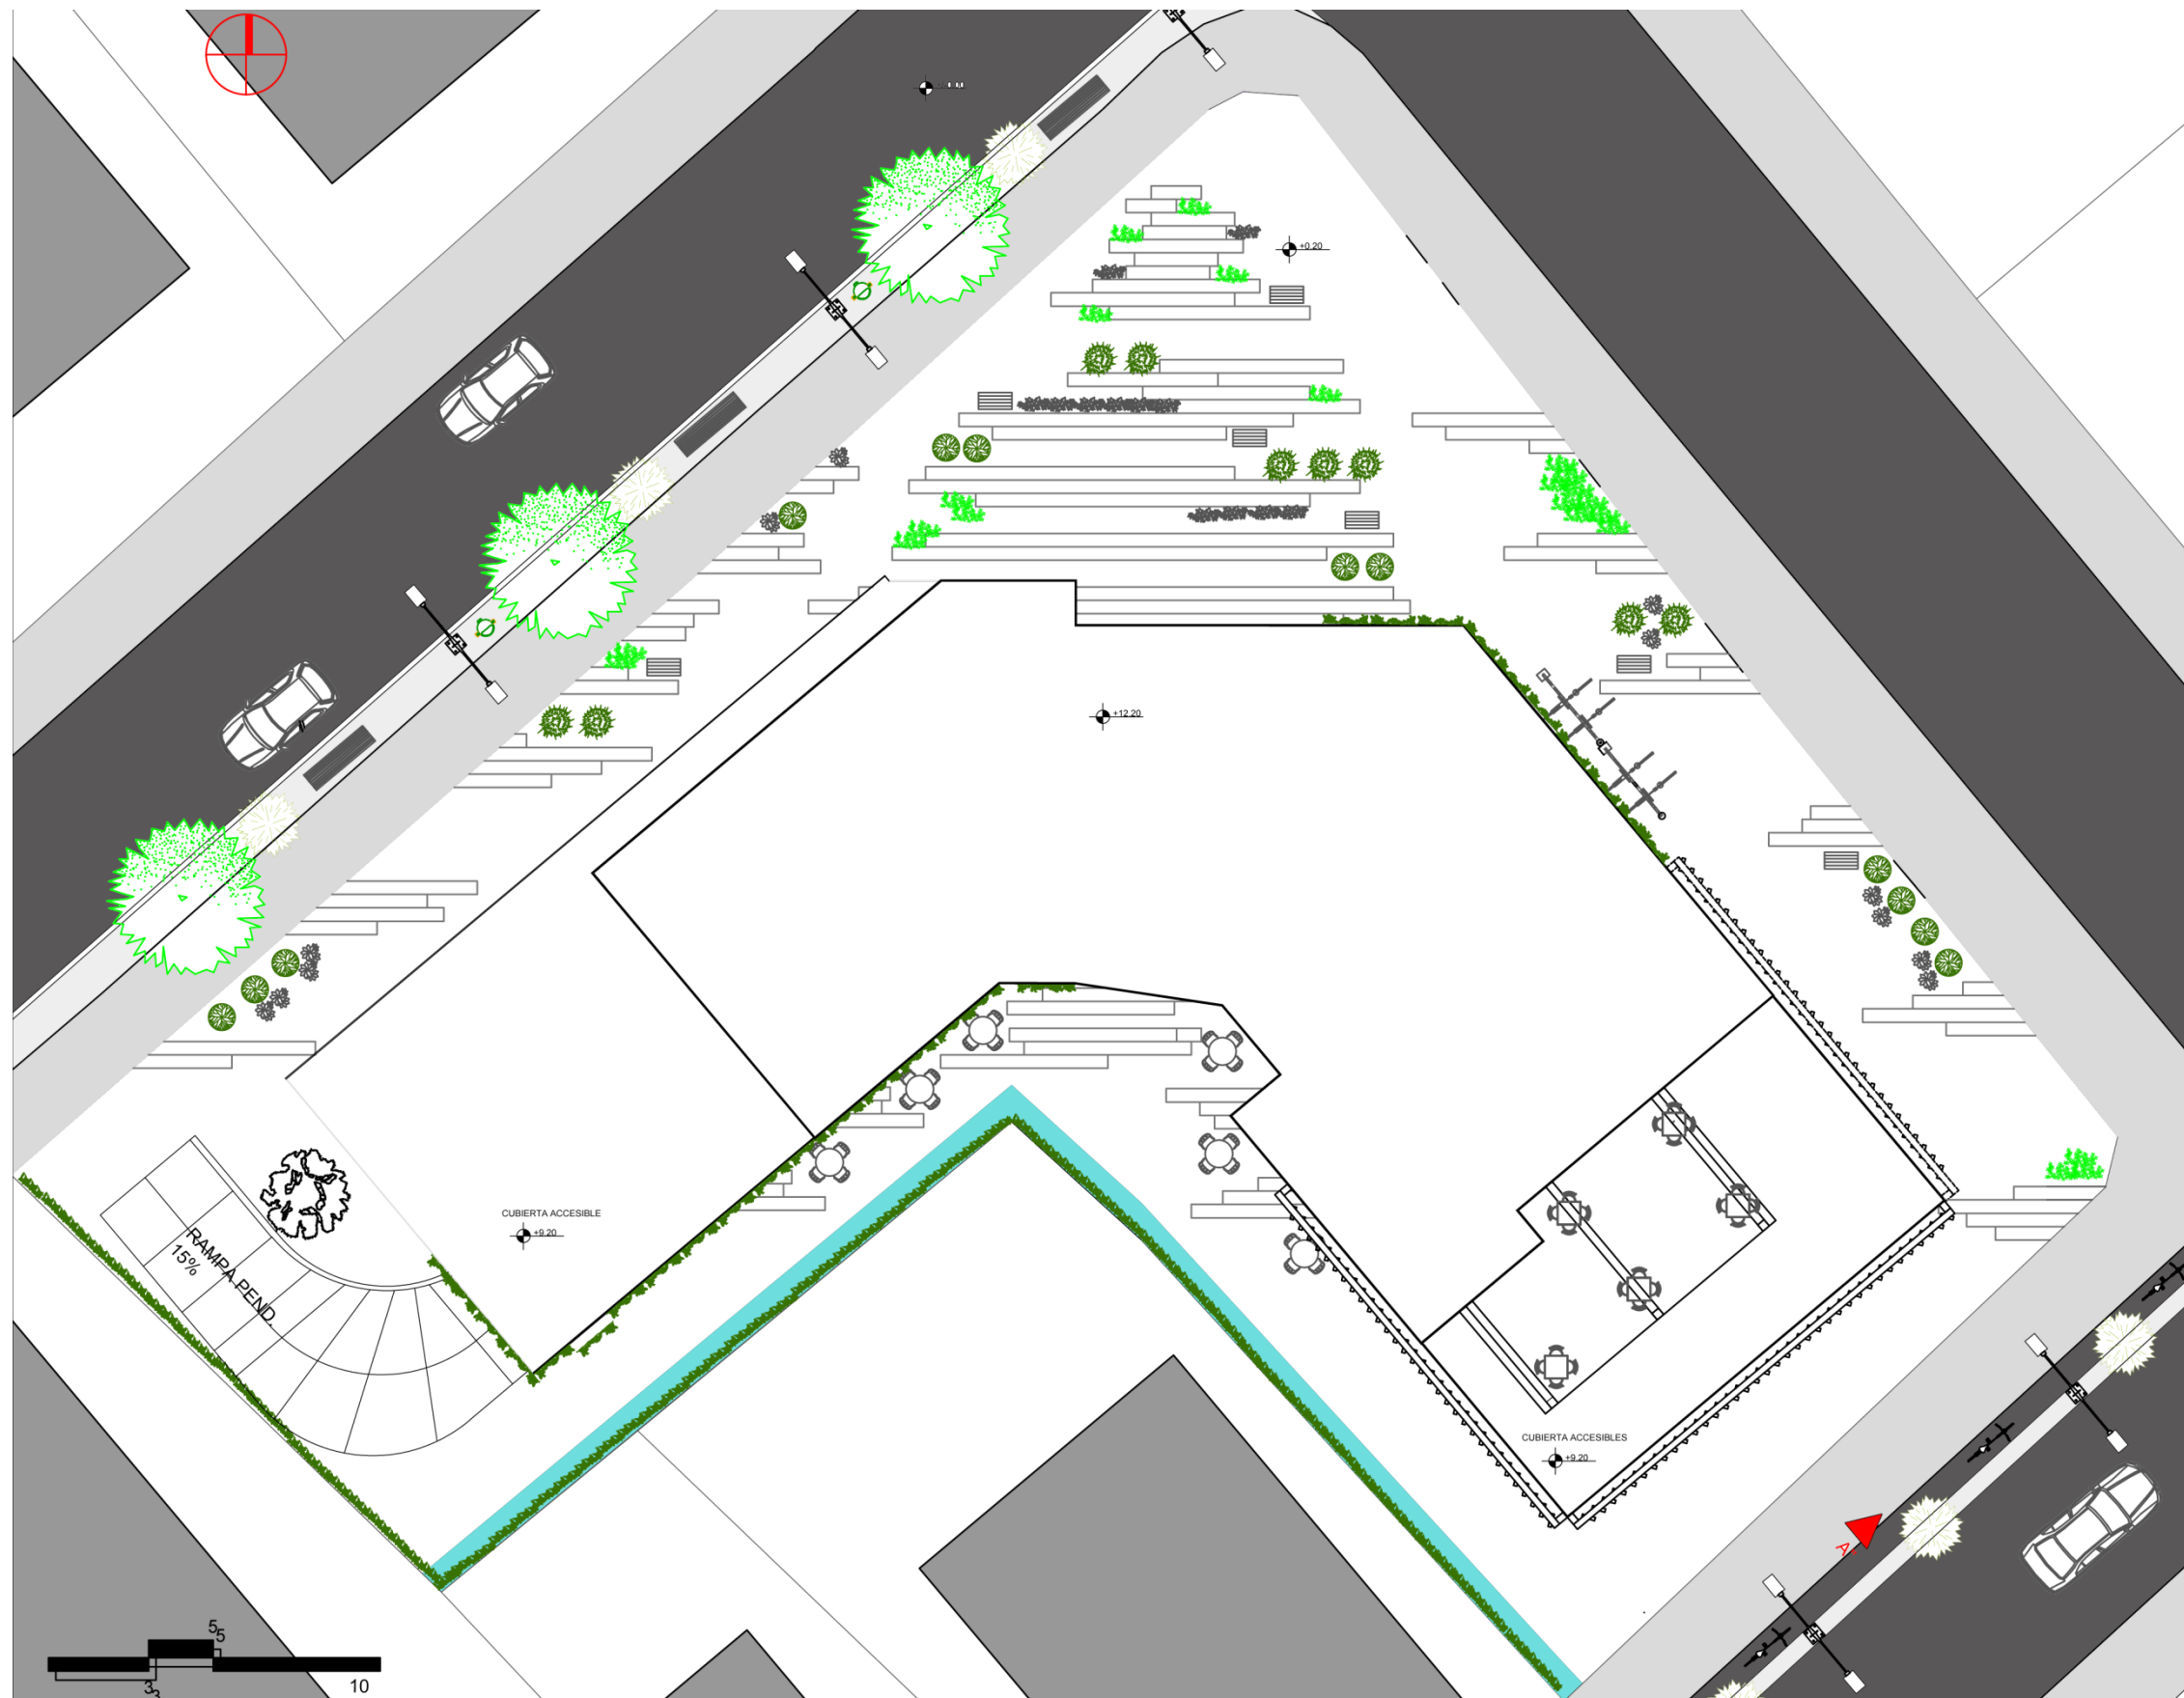 +0.20
+12.20
CUBIERTA ACCESIBLE
+9.20
RAMPA PEND.
15%
CUBIERTA ACCESIBLES
+9.20
A
5
5
3
3
10